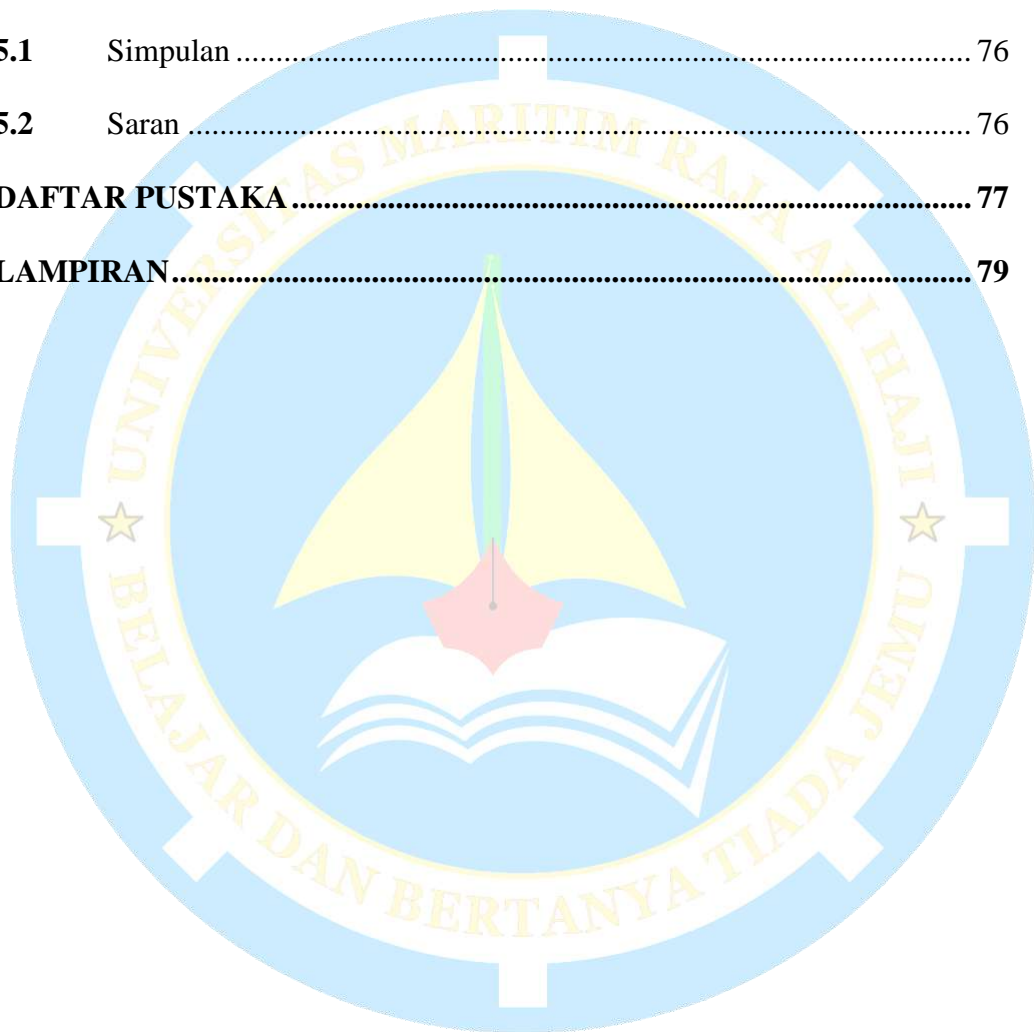 5.1 Simpulan ........................................................................................... 76
5.2 Saran ................................................................................................. 76
DAFTAR PUSTAKA.................................................................................... 77
LAMPIRAN................................................................................................... 79
UNIVERSITAS MARITIM RAJA ALI HAJI
BELAJAR DAN BERTANYA TIADA JEMU